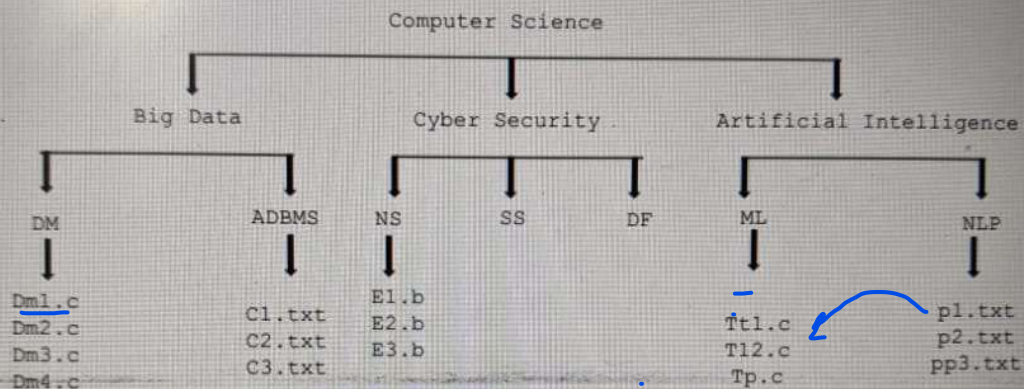 Computer Science
Big Data Cyber Security Artificial Intelligence
DM ADBMS NS SS DF ML NLP
Dm1.c
Dm2.c
Dm3.c
Dm4.c
C1.txt
C2.txt
C3.txt
E1.b
E2.b
E3.b
Tt1.c
T12.c
Tp.c
p1.txt
p2.txt
pp3.txt